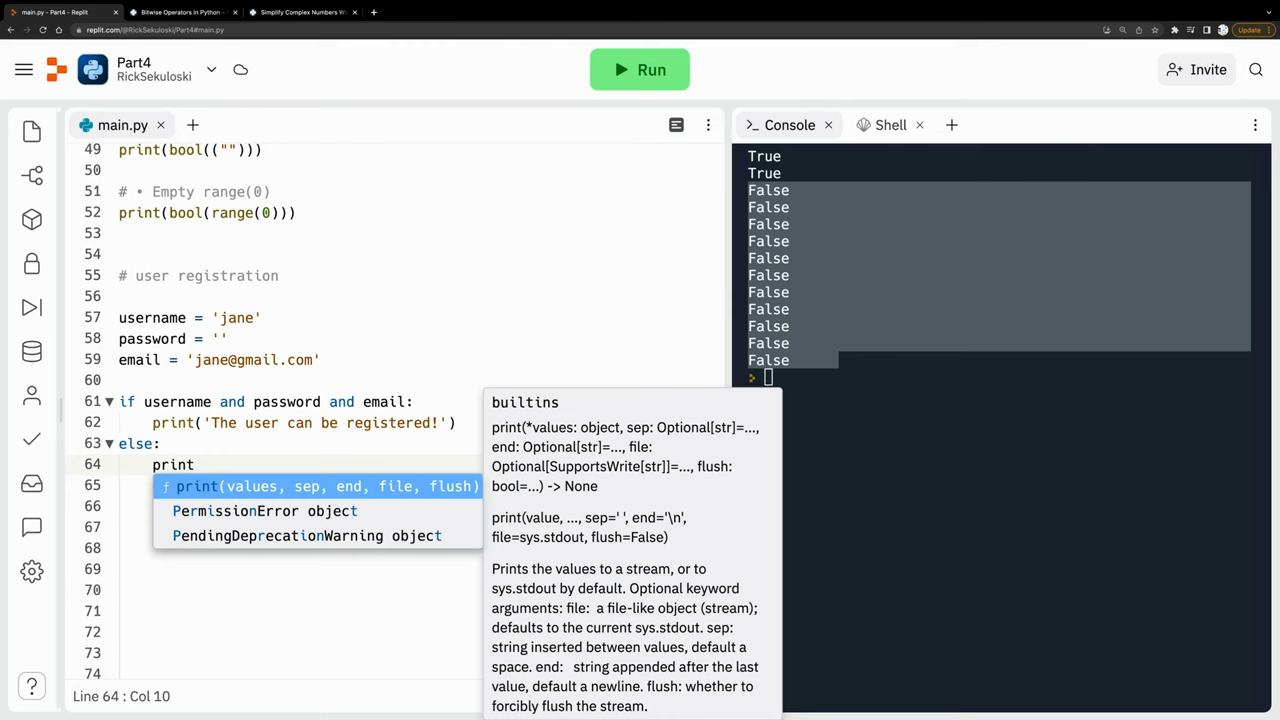 main.py - Part4 - Replit
Bitwise Operators in Python –
Simplify Complex Numbers W
replit.com/@RickSekuloski/Part4#main.py
Update
Part4
RickSekuloski
Run
Invite
main.py
Console
Shell
49 print(bool(("")))
50
51 # • Empty range(0)
52 print(bool(range(0)))
53
54
55 # user registration
56
57 username = 'jane'
58 password = ''
59 email = 'jane@gmail.com'
60
61 if username and password and email:
62 print('The user can be registered!')
63 else:
64 print
65
66
67
68
69
70
71
72
73
74
print(values, sep, end, file, flush)
PermissionError object
PendingDeprecationWarning object
builtins
print(*values: object, sep: Optional[str]=...,
end: Optional[str]=..., file:
Optional[SupportsWrite[str]]=..., flush:
bool=...) -> None
print(value, ..., sep=' ', end='\n',
file=sys.stdout, flush=False)
Prints the values to a stream, or to
sys.stdout by default. Optional keyword
arguments: file: a file-like object (stream);
defaults to the current sys.stdout. sep:
string inserted between values, default a
space. end: string appended after the last
value, default a newline. flush: whether to
forcibly flush the stream.
True
True
False
False
False
False
False
False
False
False
False
False
False
Line 64 : Col 10